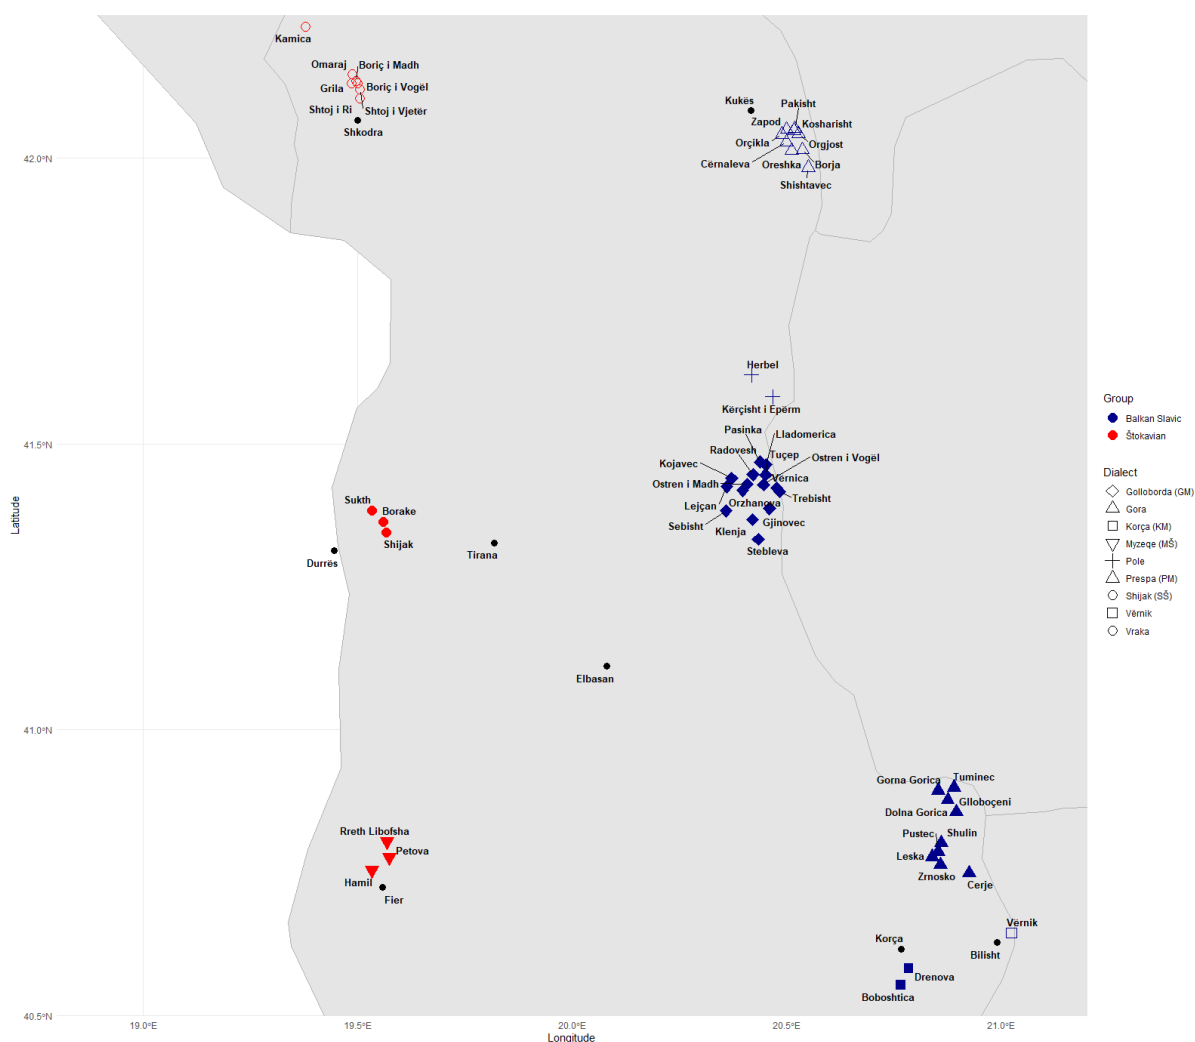 Kamica
Omaraj
Boriç i Madh
Grila
Boriç i Vogël
Shtoj i Ri
Shtoj i Vjetër
Shkodra
Kukës
Pakisht
Zapod
Kosharisht
Orçikla
Orgjost
Cërnaleva
Oreshka
Borja
Shishtavec
42.0°N
Herbel
Kërçisht i Epërm
Pasinka
Lladomerica
41.5°N
Radovesh
Tuçep
Ostren i Vogël
Kojavec
Vërnica
Ostren i Madh
Trebisht
Lejçan
Orzhanova
Sebisht
Gjinovec
Klenja
Stebleva
Sukth
Borake
Shijak
Durrës
Tirana
Elbasan
41.0°N
Gorna Gorica
Tuminec
Glloboçeni
Dolna Gorica
Pustec
Shulin
Leska
Zrnosko
Cerje
Rreth Libofsha
Petova
Hamil
Fier
Vërnik
Korça
Bilisht
Drenova
Boboshtica
40.5°N
19.0°E
19.5°E
20.0°E
20.5°E
21.0°E
Longitude
Latitude
Group
Balkan Slavic
Štokavian
Dialect
Golloborda (GM)
Gora
Korça (KM)
Myzeqe (MŠ)
Pole
Prespa (PM)
Shijak (SŠ)
Vërnik
Vraka